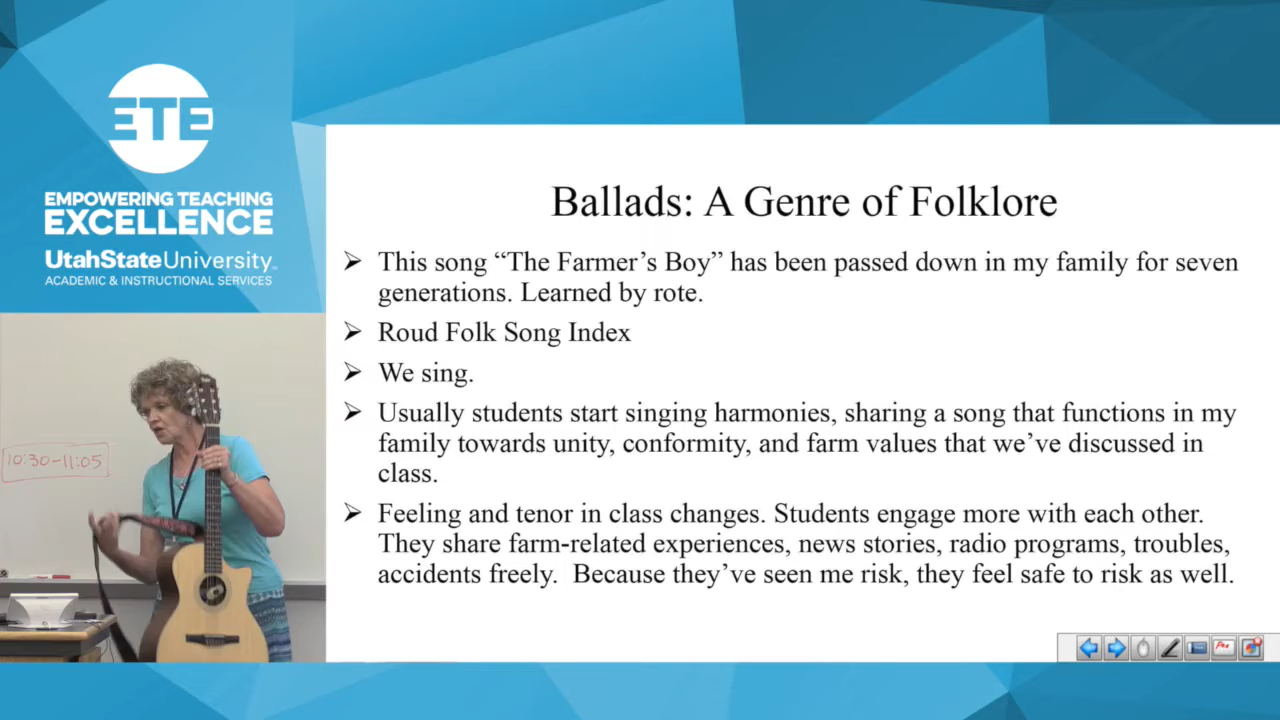 ETE
EMPOWERING TEACHING
EXCELLENCE
UtahStateUniversity
ACADEMIC & INSTRUCTIONAL SERVICES
10:30-11:05
Ballads: A Genre of Folklore
➢ This song “The Farmer’s Boy” has been passed down in my family for seven
generations. Learned by rote.
➢ Roud Folk Song Index
➢ We sing.
➢ Usually students start singing harmonies, sharing a song that functions in my
family towards unity, conformity, and farm values that we’ve discussed in
class.
➢ Feeling and tenor in class changes. Students engage more with each other.
They share farm-related experiences, news stories, radio programs, troubles,
accidents freely.  Because they’ve seen me risk, they feel safe to risk as well.